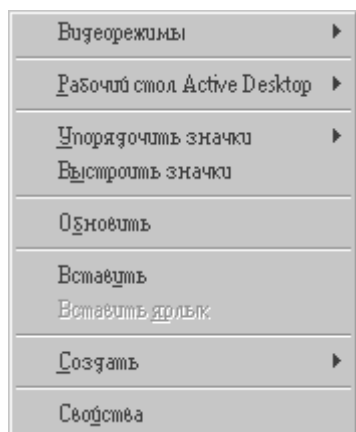 Видеорежимы
Рабочий стол Active Desktop
Упорядочить значки
Выстроить значки
Обновить
Вставить
Вставить ярлык
Создать
Свойства